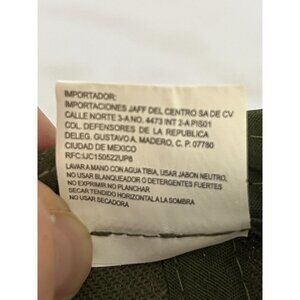 IMPORTADOR:
IMPORTACIONES JAFF DEL CENTRO SA DE CV
CALLE NORTE 3-A NO. 4473 INT 2-A PISO1
COL. DEFENSORES DE LA REPUBLICA
DELEG. GUSTAVO A. MADERO, C. P. 07780
CIUDAD DE MEXICO
RFC:IJC150522UP8
LAVAR A MANO CON AGUA TIBIA, USAR JABON NEUTRO,
NO USAR BLANQUEADOR O DETERGENTES FUERTES
NO EXPRIMIR NO PLANCHAR
SECAR TENDIDO HORIZONTAL A LA SOMBRA
NO USAR SECADORA